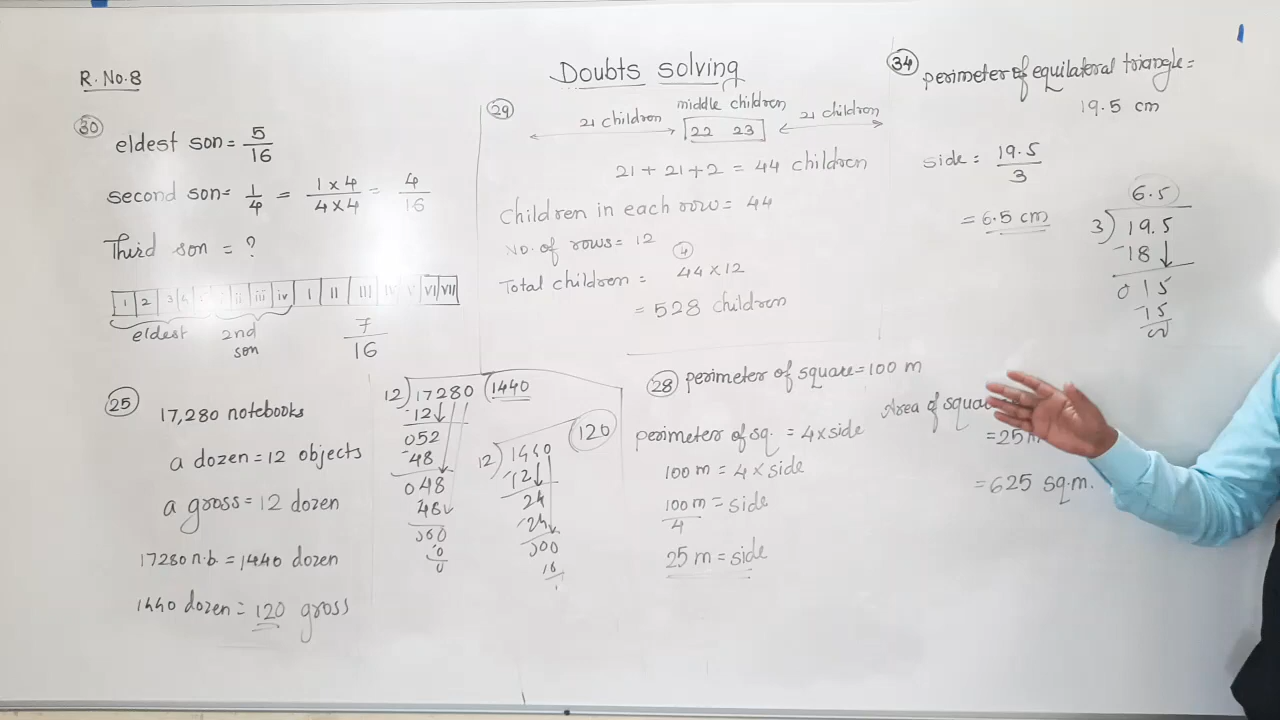 R. No. 8
Doubts solving
30
eldest son = 5/16
second son = 1/4 = 1 x 4 / 4 x 4 = 4/16
Third son = ?
1 2 3 4 ii iii iv I II III IV V VI VII
eldest 2nd son
7/16
29
21 children middle children 21 children
22 23
21 + 21 + 2 = 44 children
Children in each row = 44
No. of rows = 12
4
Total children = 44 x 12
= 528 children
34
perimeter of equilateral triangle =
19.5 cm
side = 19.5/3
= 6.5 cm
6.5
3) 19.5
-18
015
-15
25
17,280 notebooks
a dozen = 12 objects
a gross = 12 dozen
17280 n.b. = 1440 dozen
1440 dozen = 120 gross
12) 17280 (1440
-12
052
-48
048
48
0
0
120
12) 1440
-12
24
-24
28
perimeter of square = 100 m
perimeter of sq. = 4 x side
100 m = 4 x side
100 m / 4 = side
25 m = side
Area of
= 25
= 625 sq.m.